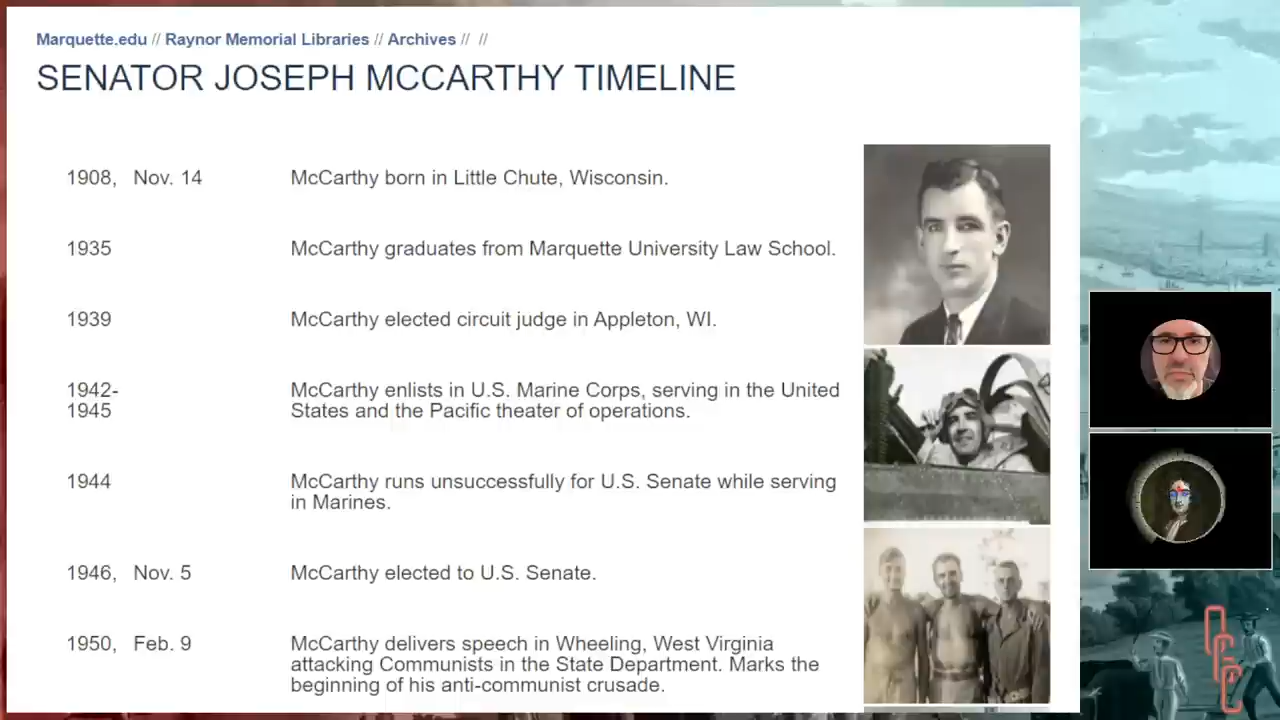 Marquette.edu // Raynor Memorial Libraries // Archives // //
SENATOR JOSEPH MCCARTHY TIMELINE
1908, Nov. 14 McCarthy born in Little Chute, Wisconsin.
1935 McCarthy graduates from Marquette University Law School.
1939 McCarthy elected circuit judge in Appleton, WI.
1942- McCarthy enlists in U.S. Marine Corps, serving in the United
1945 States and the Pacific theater of operations.
1944 McCarthy runs unsuccessfully for U.S. Senate while serving
in Marines.
1946, Nov. 5 McCarthy elected to U.S. Senate.
1950, Feb. 9 McCarthy delivers speech in Wheeling, West Virginia
attacking Communists in the State Department. Marks the
beginning of his anti-communist crusade.